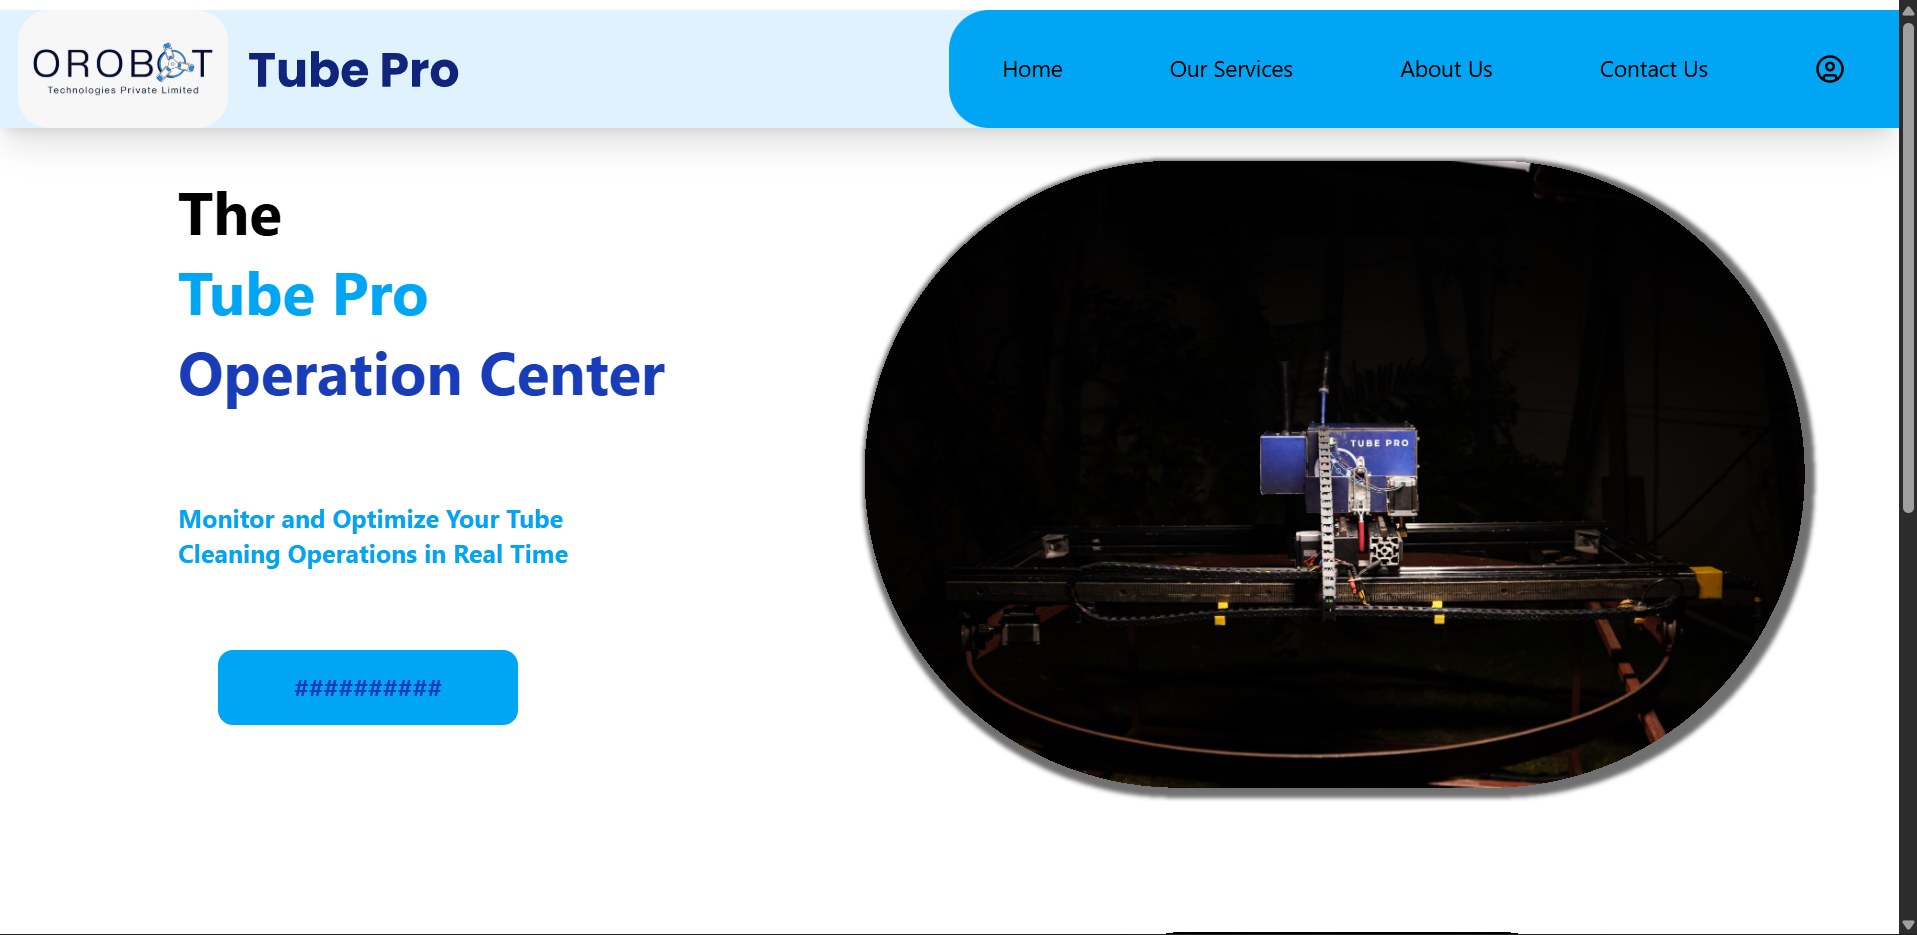 OROBOT
Technologies Private Limited
Tube Pro
Home
Our Services
About Us
Contact Us
The
Tube Pro
Operation Center
Monitor and Optimize Your Tube
Cleaning Operations in Real Time
##########
TUBE PRO